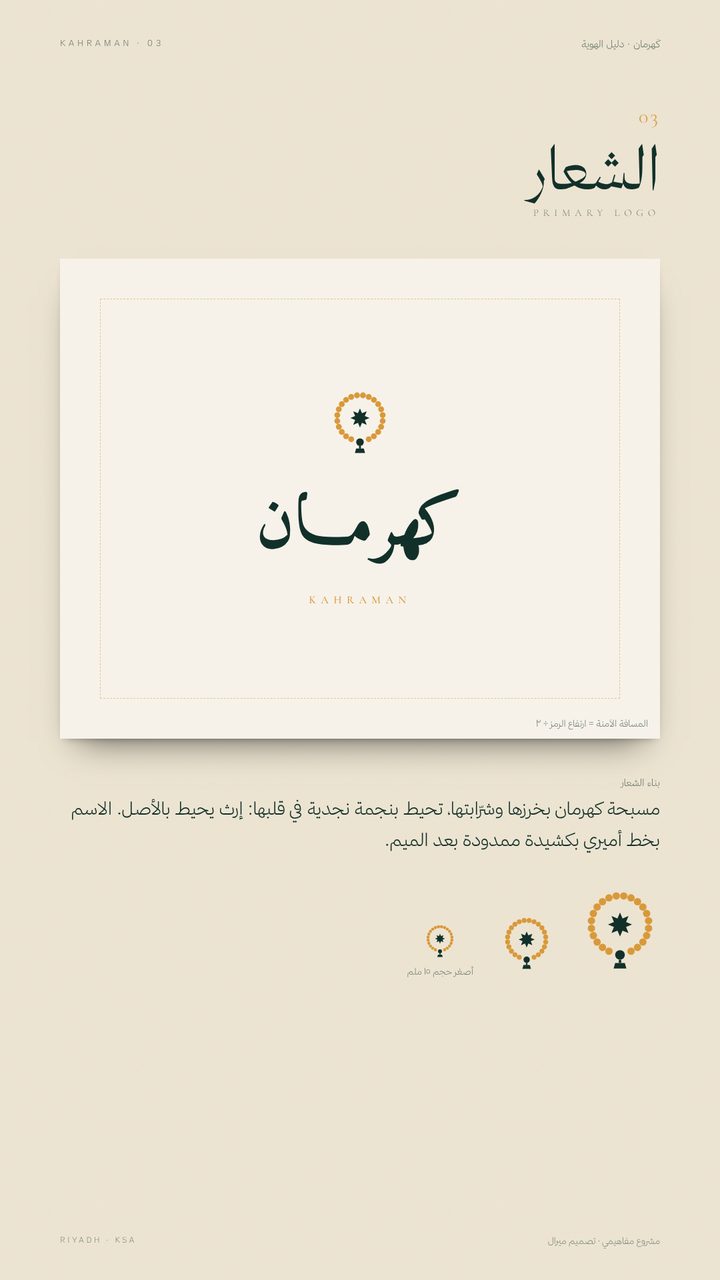 كهرمان · دليل الهوية
KAHRAMAN · 03
03
الشعار
PRIMARY LOGO
كهرمـان
KAHRAMAN
المسافة الآمنة = ارتفاع الرمز ÷ ٢
بناء الشعار
مسبحة كهرمان بخرزها وشرّابتها، تحيط بنجمة نجدية في قلبها: إرث يحيط بالأصل. الاسم
بخط أميري بكشيدة ممدودة بعد الميم.
أصغر حجم ١٥ ملم
مشروع مفاهيمي · تصميم ميرال
RIYADH · KSA